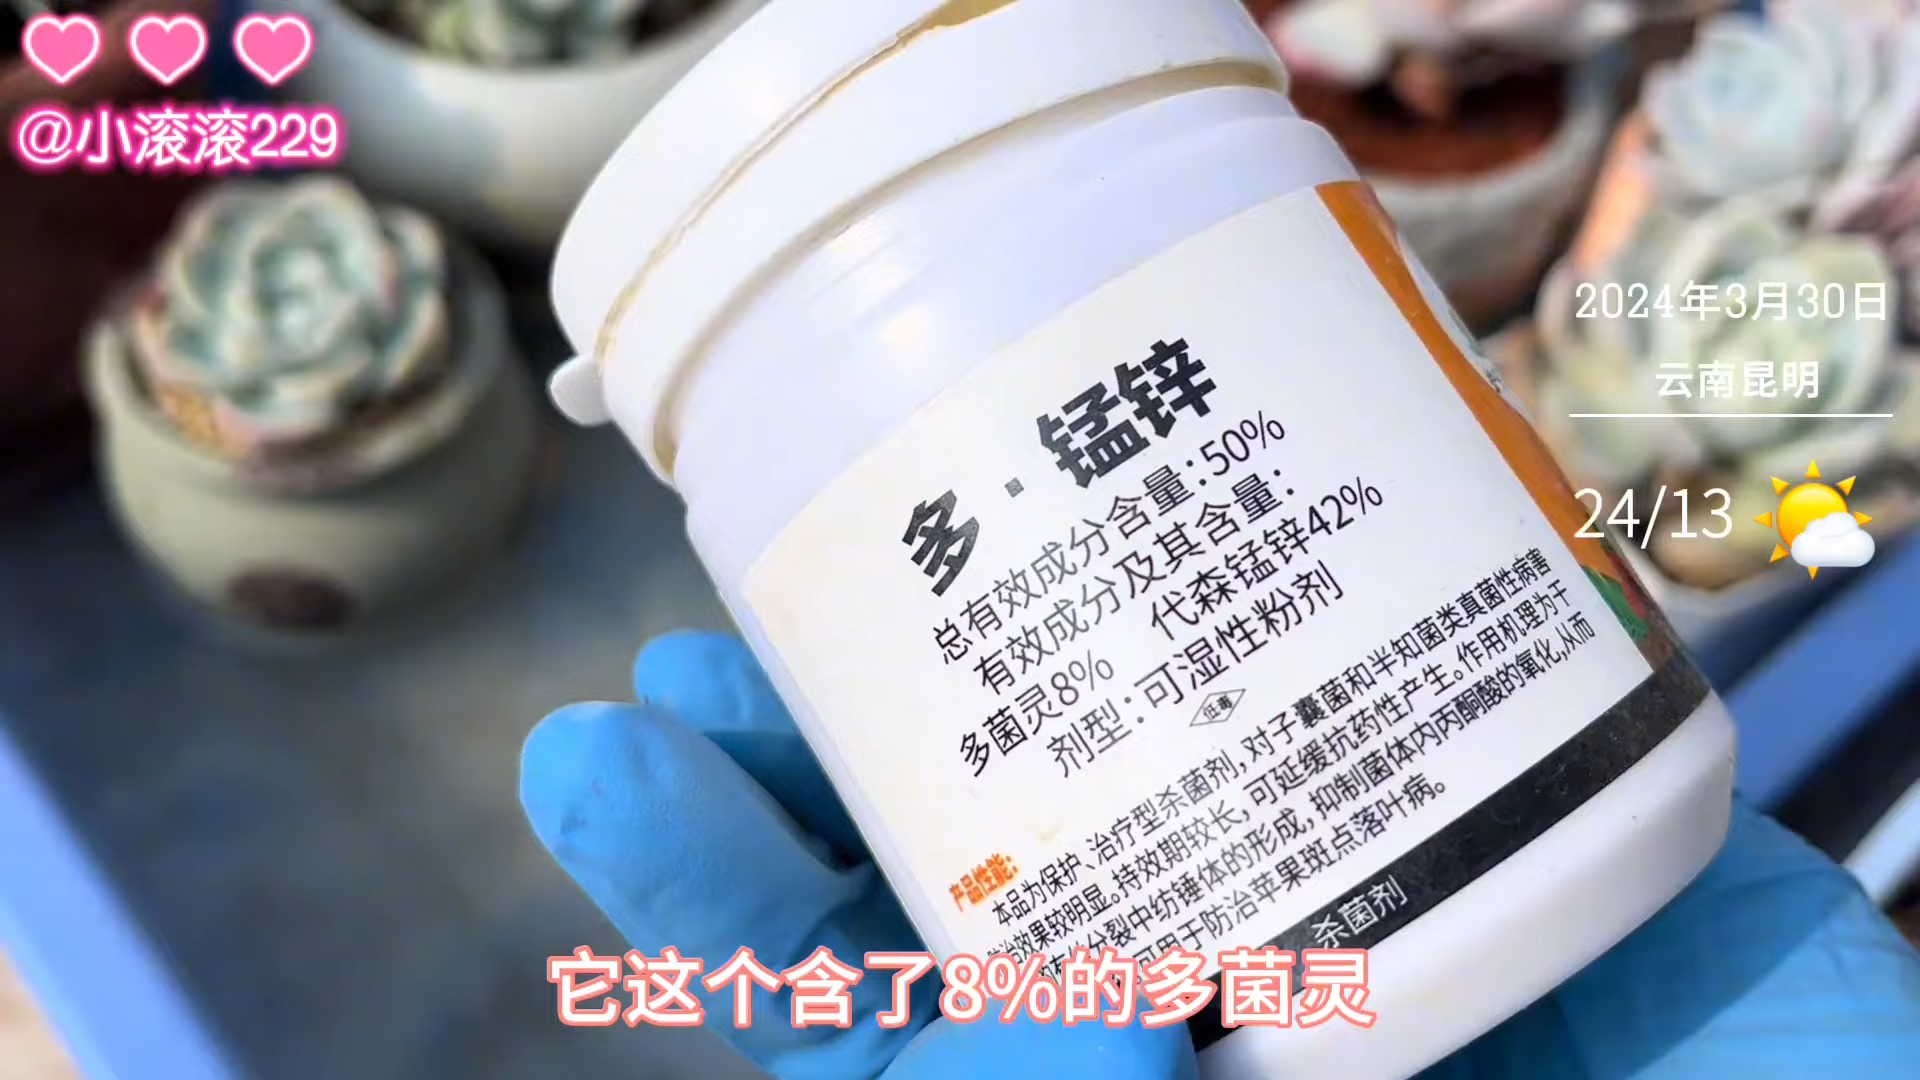 @小滚滚229
2024年3月30日
云南昆明
24/13
多·锰锌
总有效成分含量:50%
有效成分及其含量:
代森锰锌42%
多菌灵8%
剂型:可湿性粉剂
低毒
产品性能:
本品为保护、治疗型杀菌剂,对子囊菌和半知菌类真菌性病害
防治效果较明显。持效期较长,可延缓抗药性产生。作用机理为干
分裂中纺锤体的形成,抑制菌体内丙酮酸的氧化,从而
可用于防治苹果斑点落叶病。
杀菌剂
它这个含了8%的多菌灵